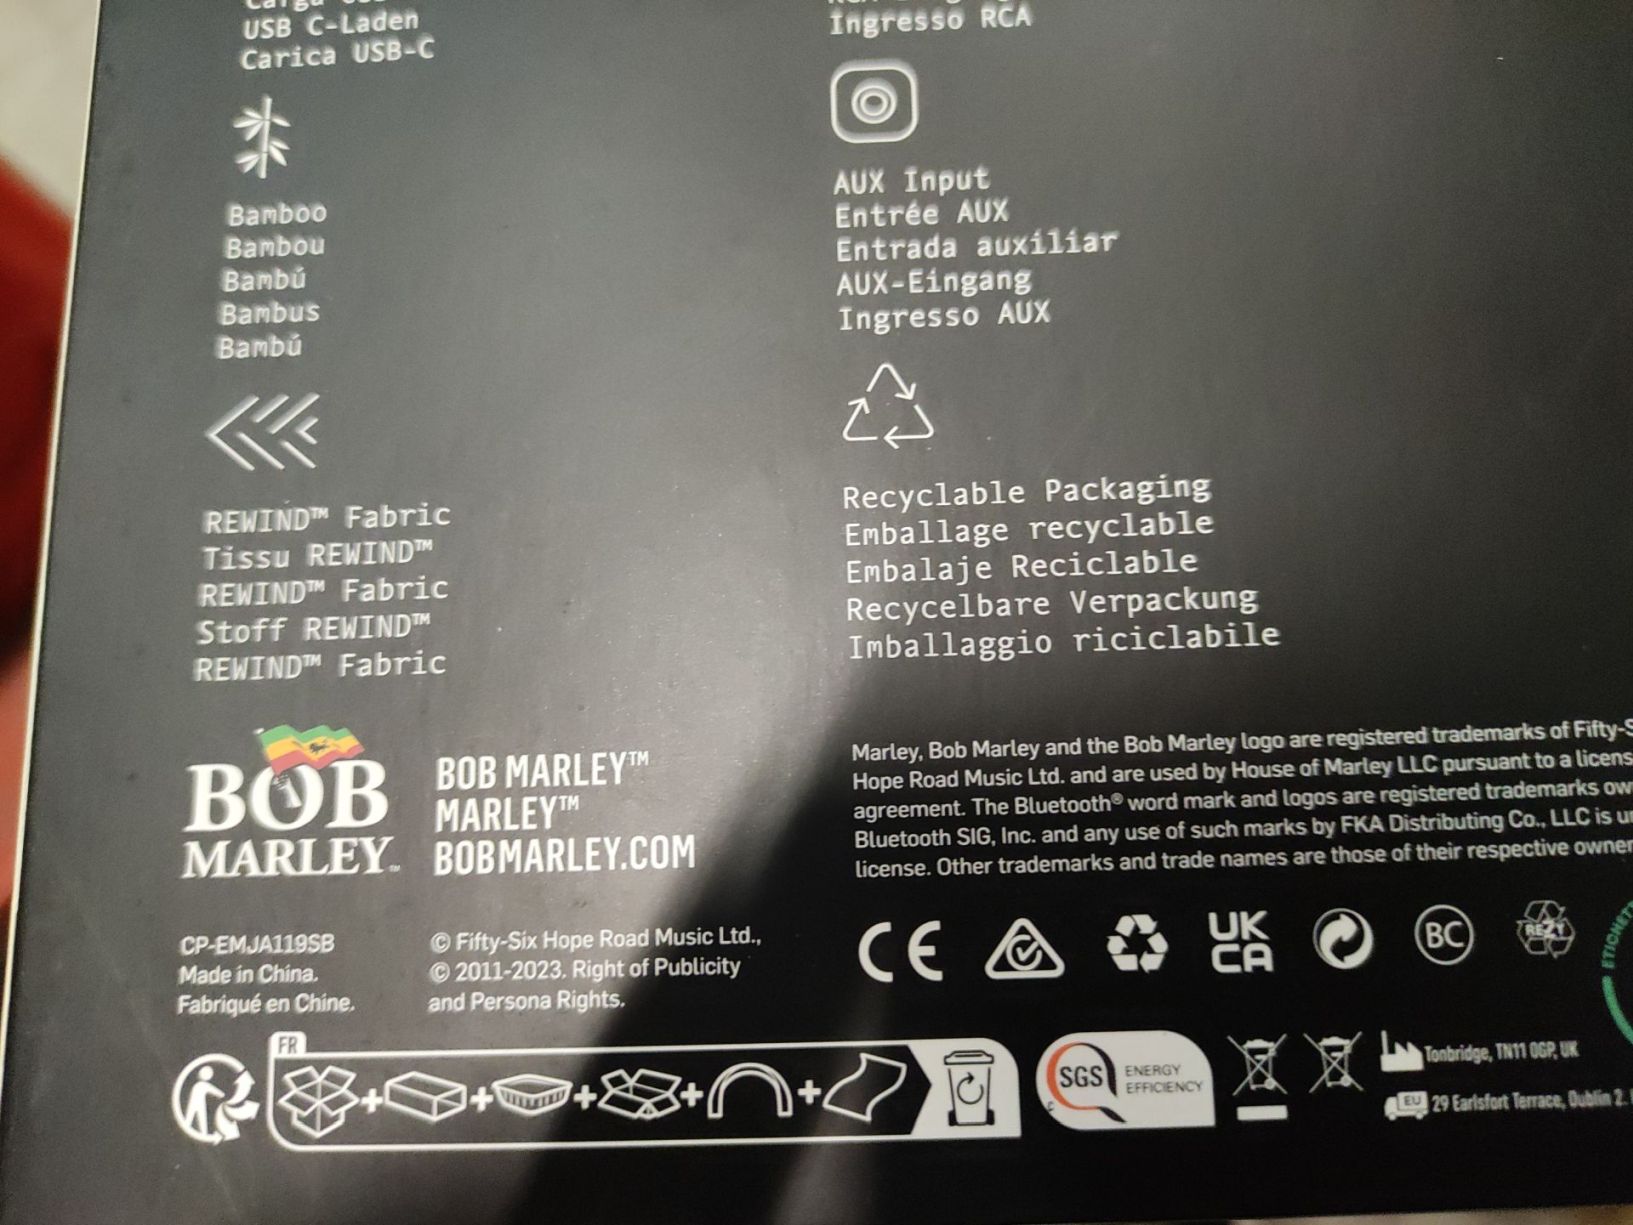 USB C-Laden
Carica USB-C
Bamboo
Bambou
Bambú
Bambus
Bambú
REWIND™ Fabric
Tissu REWIND™
REWIND™ Fabric
Stoff REWIND™
REWIND™ Fabric
Ingresso RCA
AUX Input
Entrée AUX
Entrada auxiliar
AUX-Eingang
Ingresso AUX
Recyclable Packaging
Emballage recyclable
Embalaje Reciclable
Recycelbare Verpackung
Imballaggio riciclabile
BOB
MARLEY™
BOB MARLEY™
MARLEY™
BOBMARLEY.COM
Marley, Bob Marley and the Bob Marley logo are registered trademarks of Fifty-S
Hope Road Music Ltd. and are used by House of Marley LLC pursuant to a licens
agreement. The Bluetooth® word mark and logos are registered trademarks ow
Bluetooth SIG, Inc. and any use of such marks by FKA Distributing Co., LLC is u
license. Other trademarks and trade names are those of their respective owner
CP-EMJA119SB
Made in China.
Fabriqué en Chine.
© Fifty-Six Hope Road Music Ltd.,
© 2011-2023. Right of Publicity
and Persona Rights.
CE
UK
CA
BC
REZY
FR
SGS
ENERGY
EFFICIENCY
Tonbridge, TN11 0GP, UK
EU
29 Earlsfort Terrace, Dublin 2.